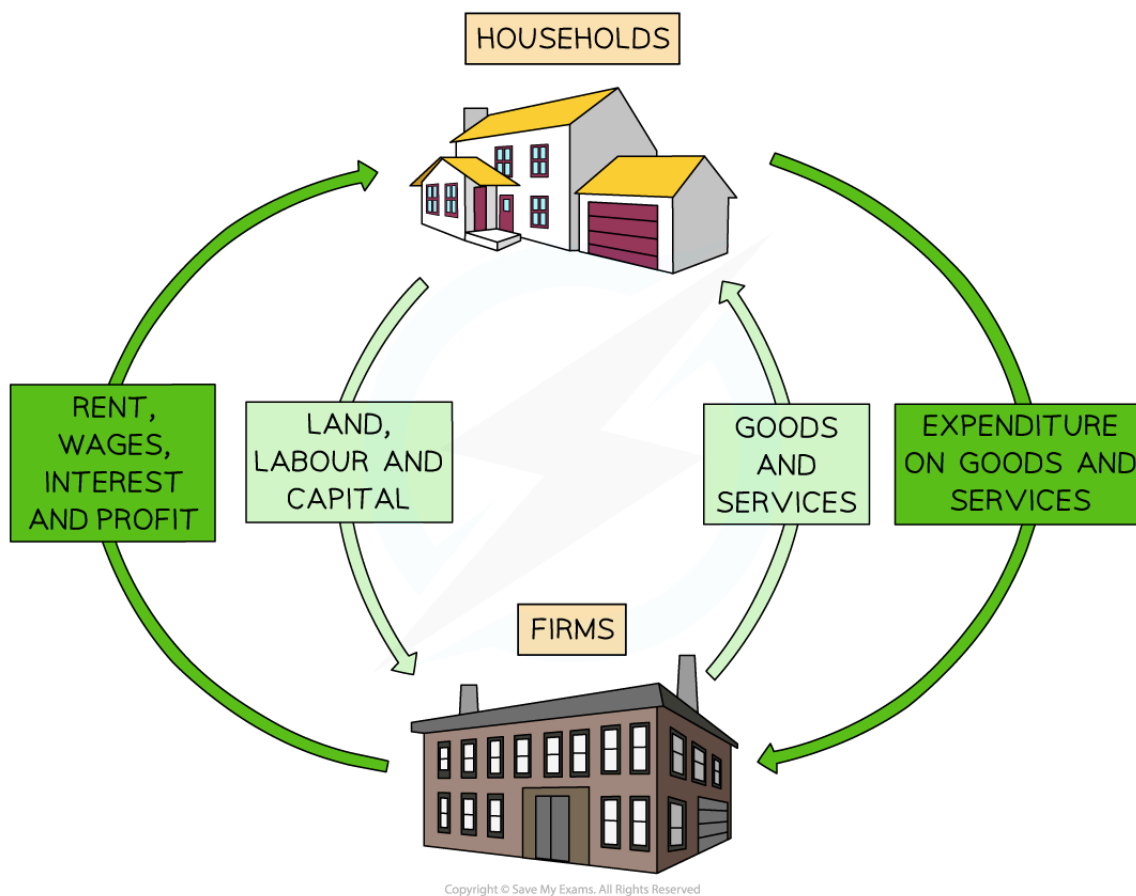 HOUSEHOLDS
RENT,
WAGES,
INTEREST
AND PROFIT
LAND,
LABOUR AND
CAPITAL
GOODS
AND
SERVICES
EXPENDITURE
ON GOODS AND
SERVICES
FIRMS
Copyright © Save My Exams. All Rights Reserved